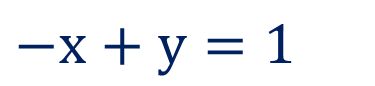 −x + y = 1